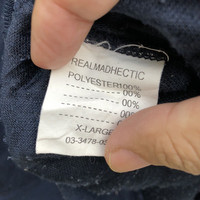 REALMADHECTIC
POLYESTER100%
00%
00%
00%
X-LARGE
03-3478-0